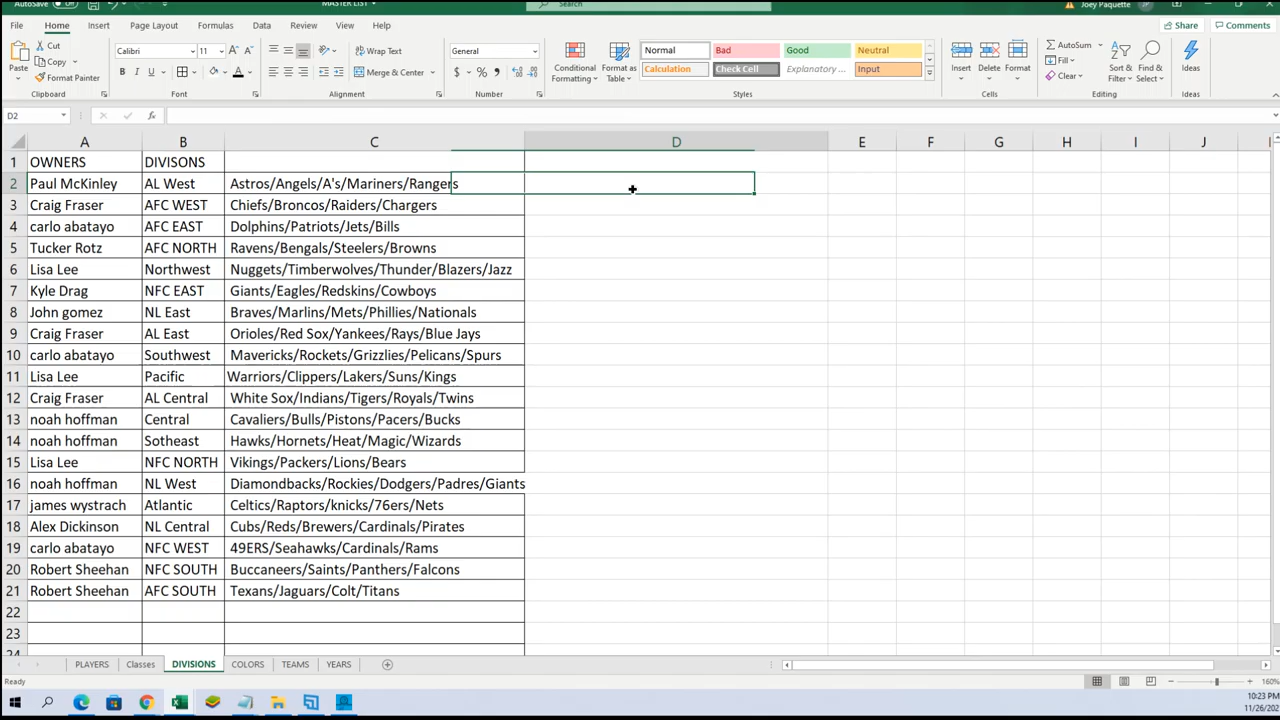 AutoSave
MASTER LIST
Search
Joey Paquette
JP
File Home Insert Page Layout Formulas Data Review View Help
Share Comments
Paste
Cut
Copy
Format Painter
Calibri 11
B I U
Wrap Text
Merge & Center
General
$ % ,
Conditional Formatting
Format as Table
Normal Bad Good Neutral
Calculation Check Cell Explanatory ... Input
Insert Delete Format
AutoSum
Fill
Clear
Sort & Filter
Find & Select
Ideas
Clipboard Font Alignment Number Styles Cells Editing Ideas
D2
fx
A B C D E F G H I J
1 OWNERS DIVISONS
2 Paul McKinley AL West Astros/Angels/A's/Mariners/Rangers
3 Craig Fraser AFC WEST Chiefs/Broncos/Raiders/Chargers
4 carlo abatayo AFC EAST Dolphins/Patriots/Jets/Bills
5 Tucker Rotz AFC NORTH Ravens/Bengals/Steelers/Browns
6 Lisa Lee Northwest Nuggets/Timberwolves/Thunder/Blazers/Jazz
7 Kyle Drag NFC EAST Giants/Eagles/Redskins/Cowboys
8 John gomez NL East Braves/Marlins/Mets/Phillies/Nationals
9 Craig Fraser AL East Orioles/Red Sox/Yankees/Rays/Blue Jays
10 carlo abatayo Southwest Mavericks/Rockets/Grizzlies/Pelicans/Spurs
11 Lisa Lee Pacific Warriors/Clippers/Lakers/Suns/Kings
12 Craig Fraser AL Central White Sox/Indians/Tigers/Royals/Twins
13 noah hoffman Central Cavaliers/Bulls/Pistons/Pacers/Bucks
14 noah hoffman Sotheast Hawks/Hornets/Heat/Magic/Wizards
15 Lisa Lee NFC NORTH Vikings/Packers/Lions/Bears
16 noah hoffman NL West Diamondbacks/Rockies/Dodgers/Padres/Giants
17 james wystrach Atlantic Celtics/Raptors/knicks/76ers/Nets
18 Alex Dickinson NL Central Cubs/Reds/Brewers/Cardinals/Pirates
19 carlo abatayo NFC WEST 49ERS/Seahawks/Cardinals/Rams
20 Robert Sheehan NFC SOUTH Buccaneers/Saints/Panthers/Falcons
21 Robert Sheehan AFC SOUTH Texans/Jaguars/Colt/Titans
22
23
24
PLAYERS Classes DIVISIONS COLORS TEAMS YEARS
Ready
160%
10:23 PM
11/26/202